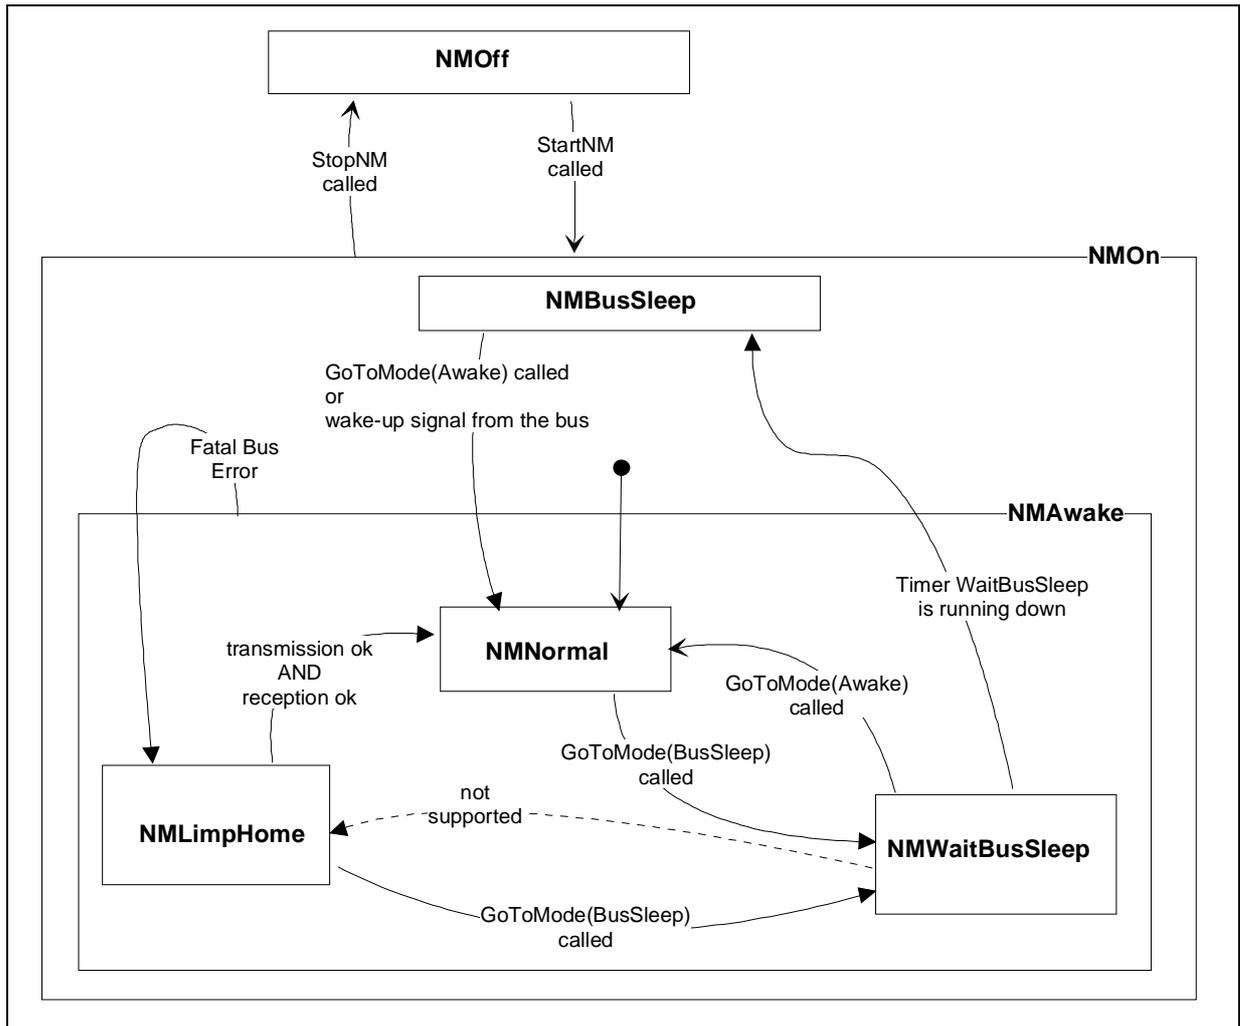 NMOff
StopNM
called
StartNM
called
NMOn
NMBusSleep
GoToMode(Awake) called
or
wake-up signal from the bus
Fatal Bus
Error
NMAwake
Timer WaitBusSleep
is running down
transmission ok
AND
reception ok
NMNormal
GoToMode(Awake)
called
GoToMode(BusSleep)
called
not
supported
NMLimpHome
NMWaitBusSleep
GoToMode(BusSleep)
called